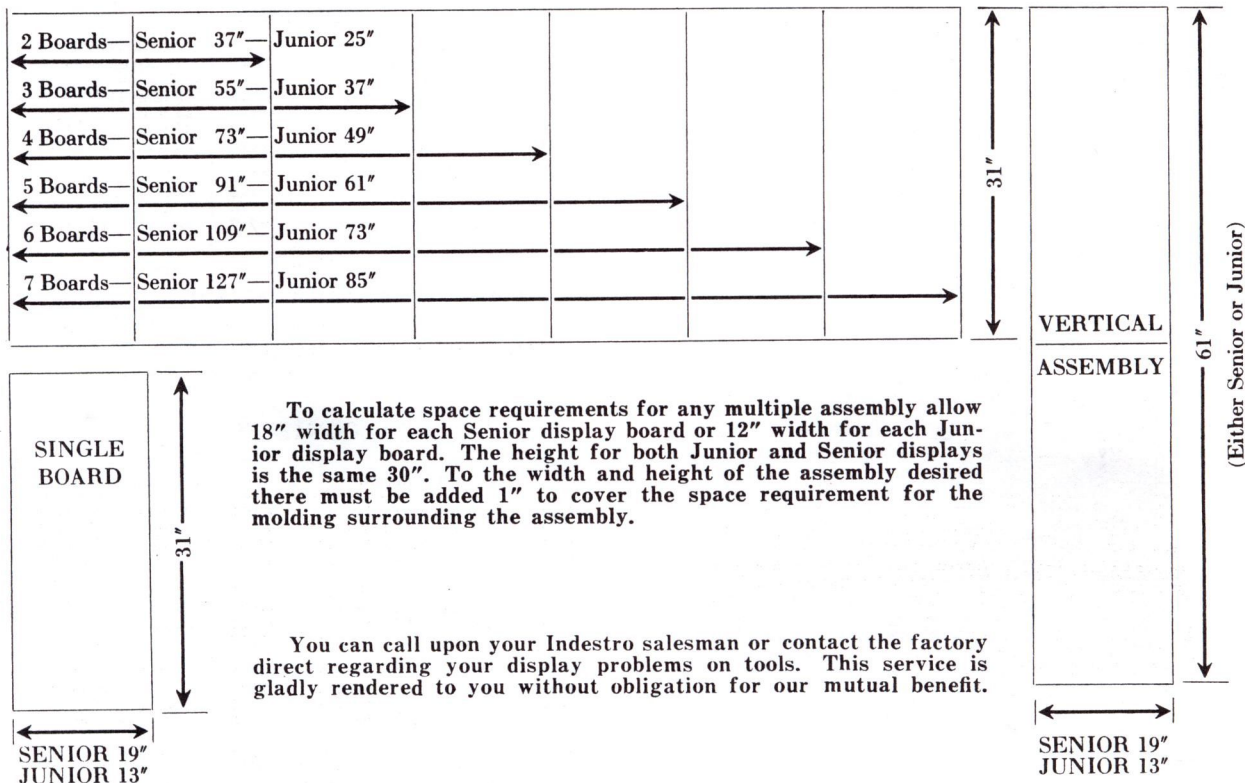 2 Boards—Senior 37″—Junior 25″
3 Boards—Senior 55″—Junior 37″
4 Boards—Senior 73″—Junior 49″
5 Boards—Senior 91″—Junior 61″
6 Boards—Senior 109″—Junior 73″
7 Boards—Senior 127″—Junior 85″
31″
VERTICAL
ASSEMBLY
61″
(Either Senior or Junior)
SENIOR 19″
JUNIOR 13″
SINGLE
BOARD
31″
SENIOR 19″
JUNIOR 13″
To calculate space requirements for any multiple assembly allow
18″ width for each Senior display board or 12″ width for each Jun-
ior display board. The height for both Junior and Senior displays
is the same 30″. To the width and height of the assembly desired
there must be added 1″ to cover the space requirement for the
molding surrounding the assembly.
You can call upon your Indestro salesman or contact the factory
direct regarding your display problems on tools. This service is
gladly rendered to you without obligation for our mutual benefit.